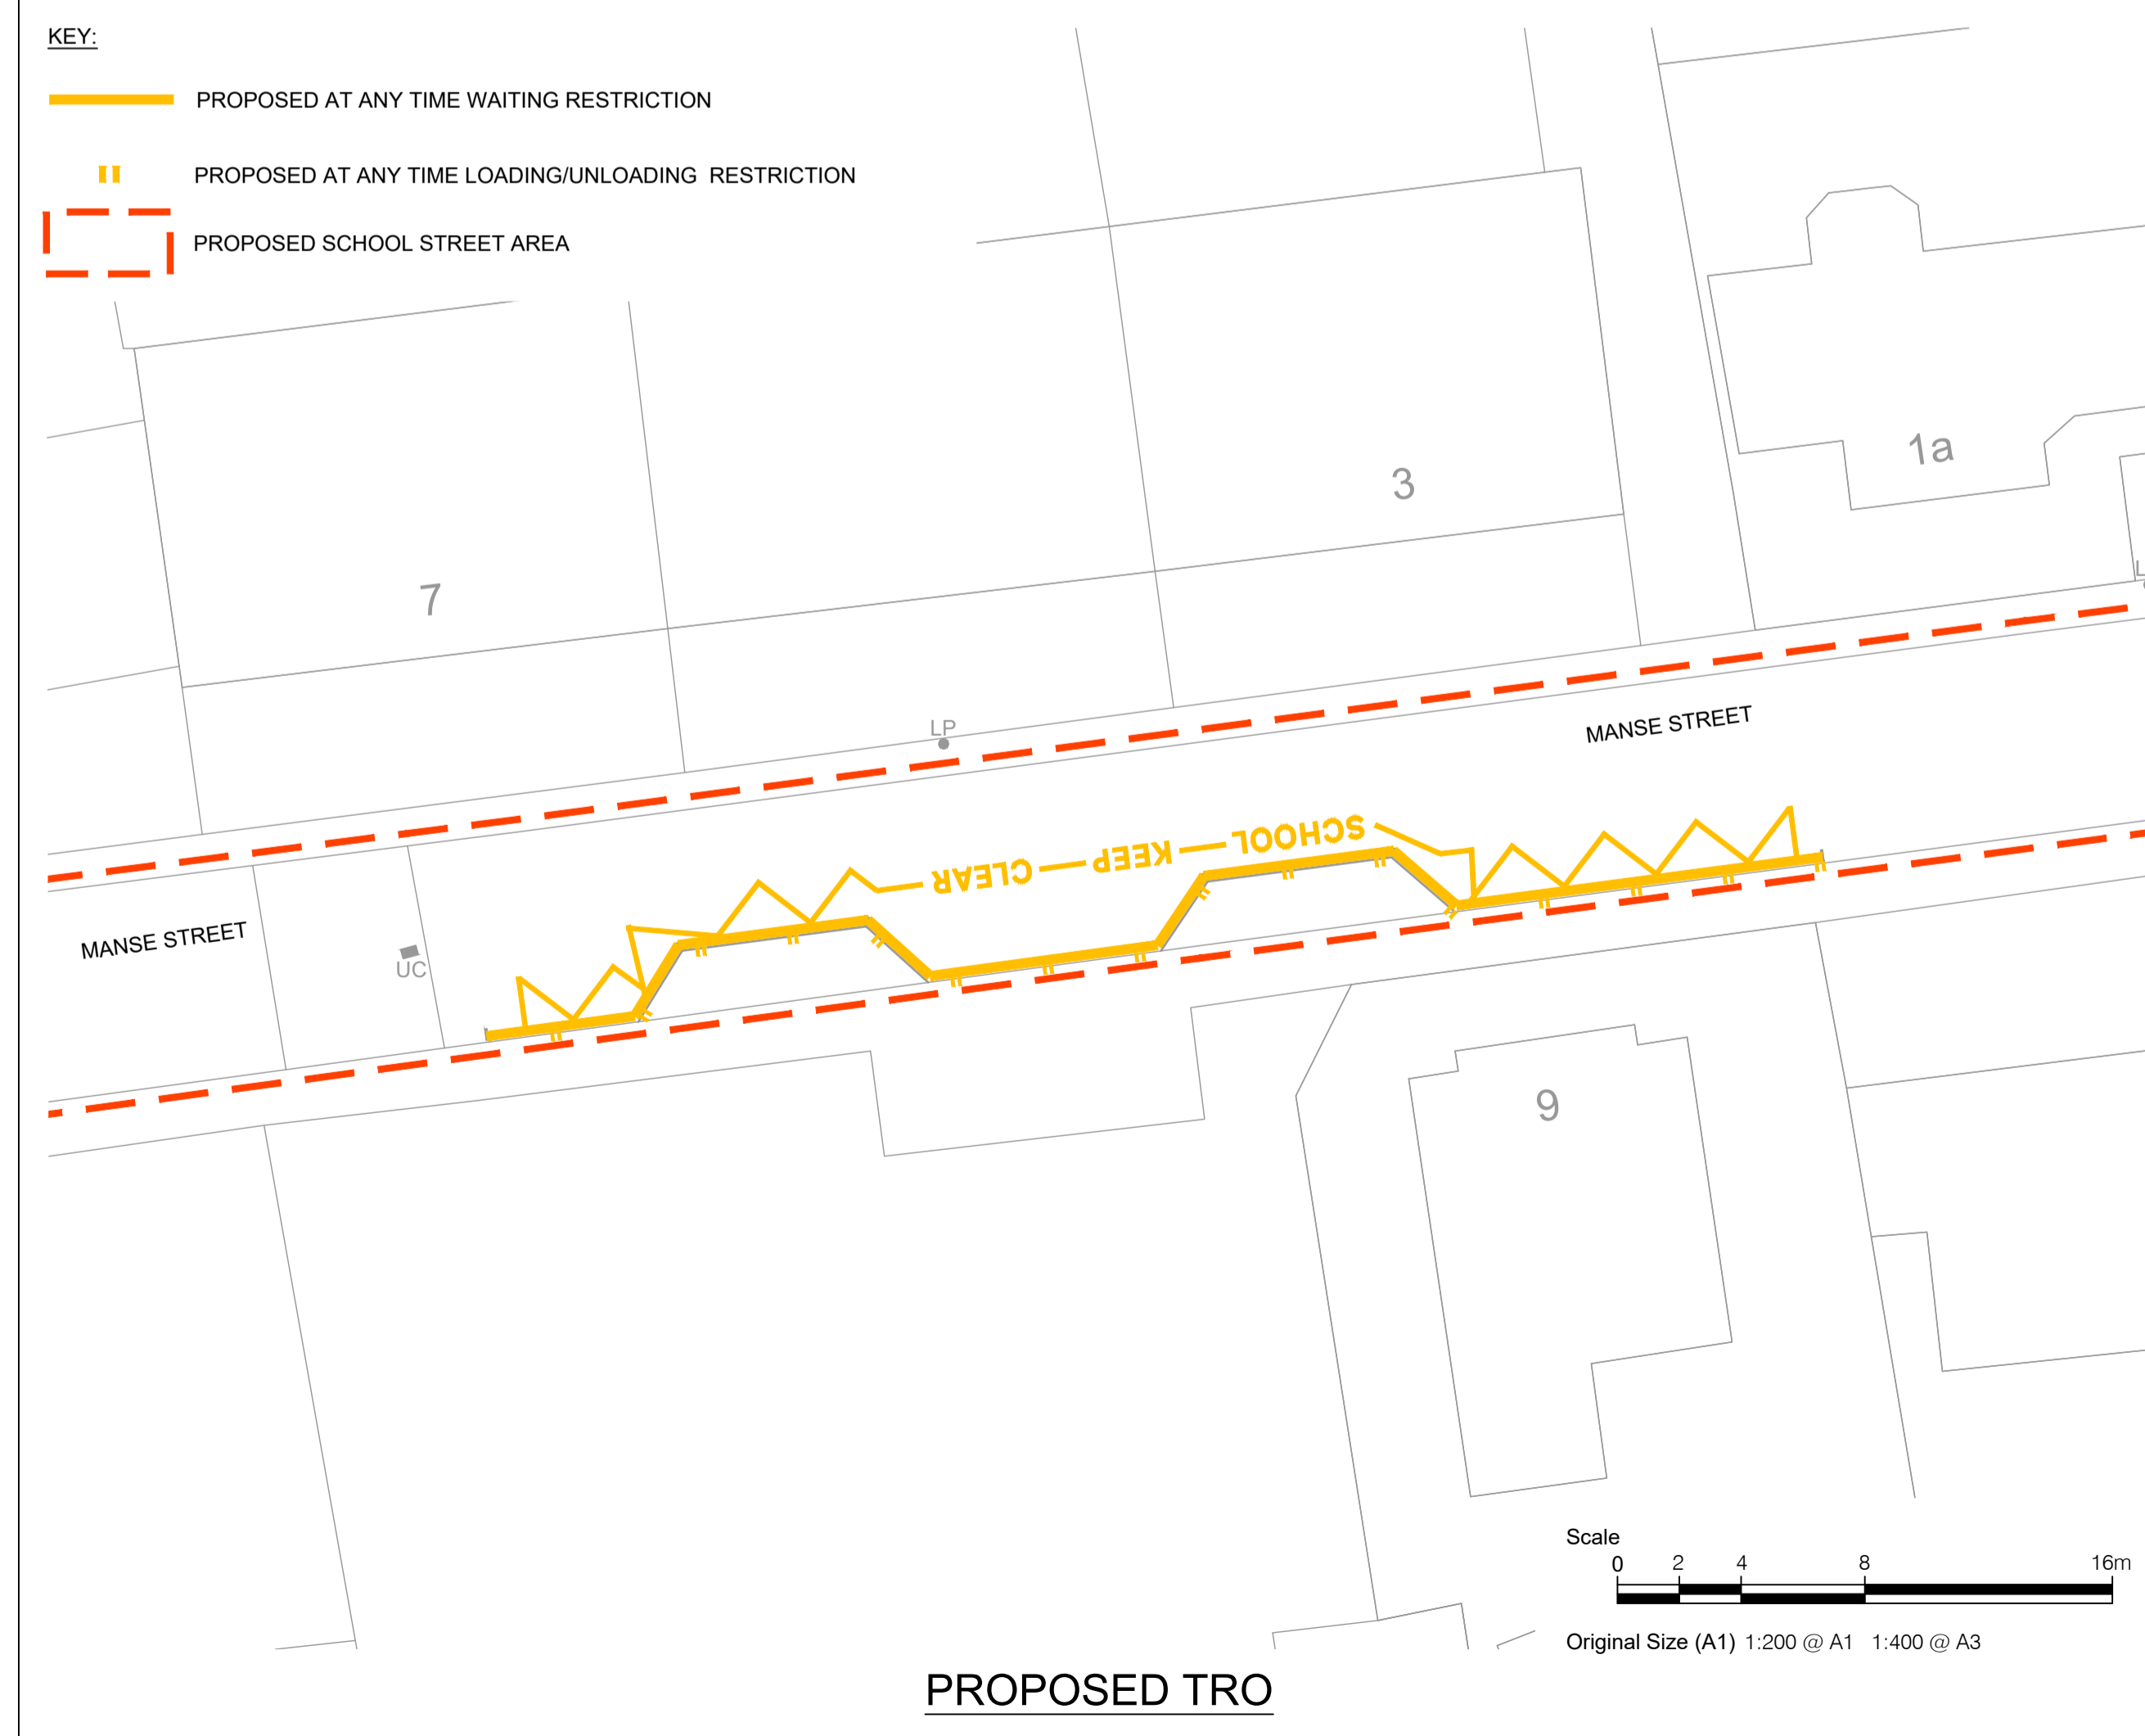 KEY:
PROPOSED AT ANY TIME WAITING RESTRICTION
PROPOSED AT ANY TIME LOADING/UNLOADING RESTRICTION
PROPOSED SCHOOL STREET AREA
1a
3
7
L
LP
MANSE STREET
SCHOOL KEEP CLEAR
MANSE STREET
UC
9
Scale
0 2 4 8 16m
Original Size (A1) 1:200 @ A1 1:400 @ A3
PROPOSED TRO